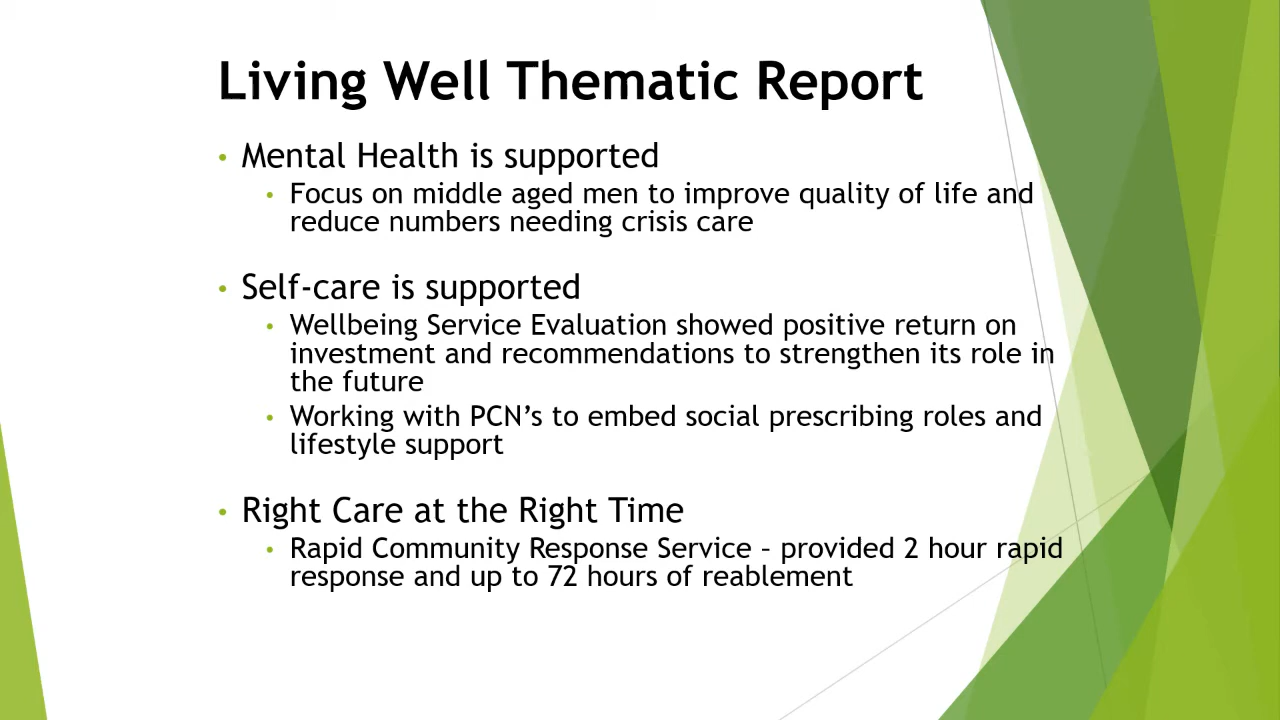 Living Well Thematic Report
• Mental Health is supported
• Focus on middle aged men to improve quality of life and
reduce numbers needing crisis care
• Self-care is supported
• Wellbeing Service Evaluation showed positive return on
investment and recommendations to strengthen its role in
the future
• Working with PCN’s to embed social prescribing roles and
lifestyle support
• Right Care at the Right Time
• Rapid Community Response Service – provided 2 hour rapid
response and up to 72 hours of reablement